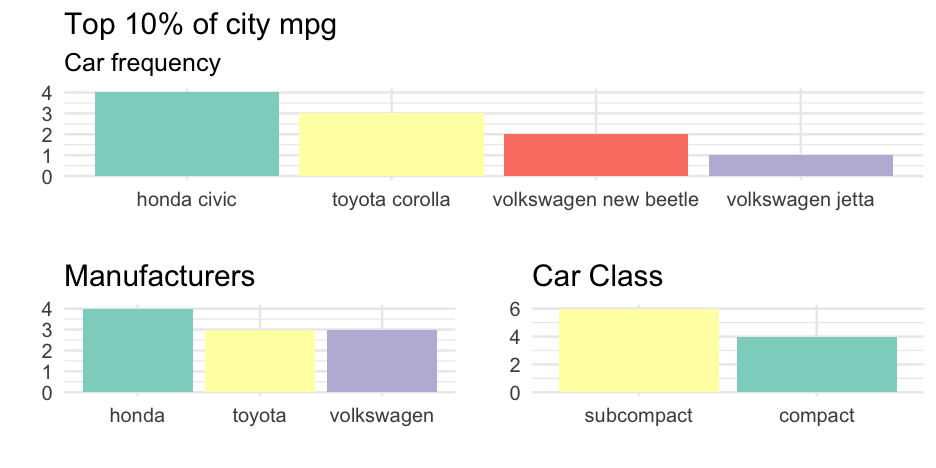 Top 10% of city mpg
Car frequency
4
3
2
1
0
honda civic toyota corolla volkswagen new beetle volkswagen jetta
Manufacturers
4
3
2
1
0
honda toyota volkswagen
Car Class
6
4
2
0
subcompact compact